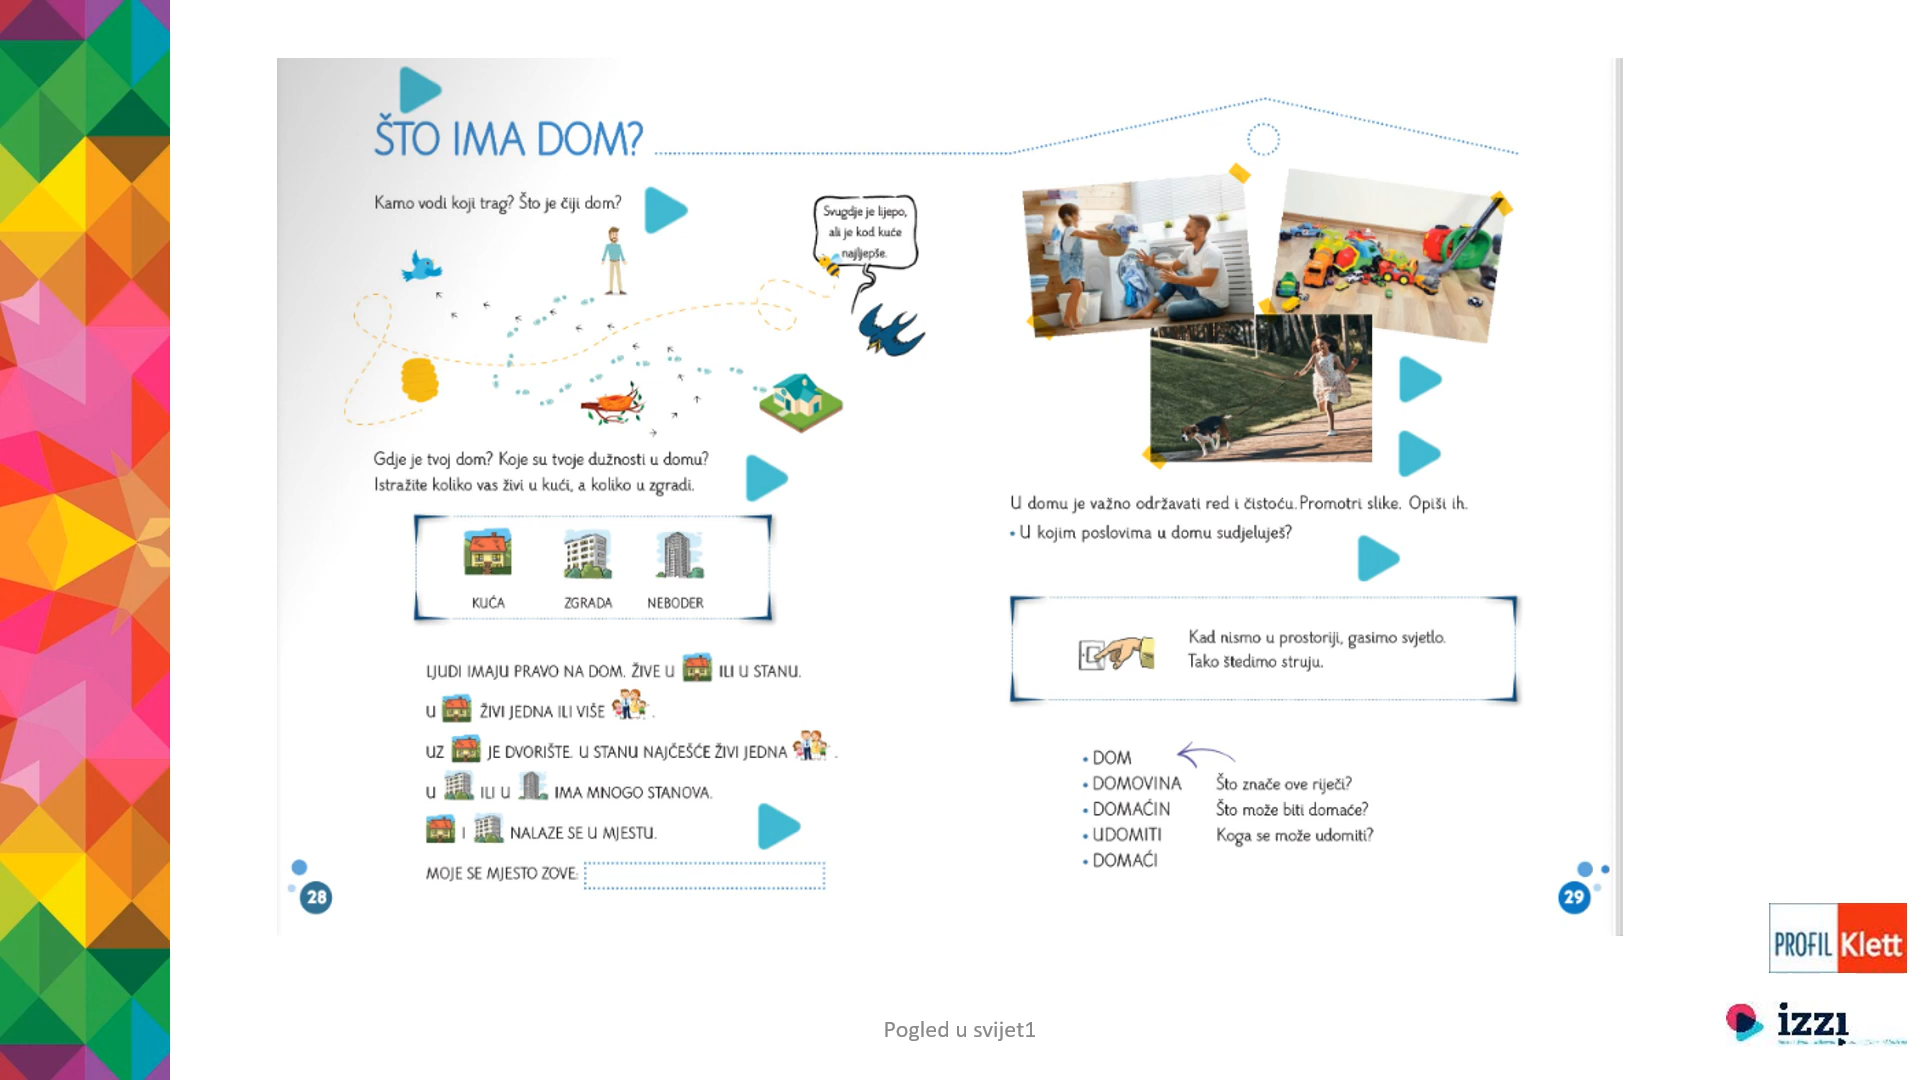 ŠTO IMA DOM?
Kamo vodi koji trag? Što je čiji dom?
Svugdje je lijepo,
ali je kod kuće
najljepše.
Gdje je tvoj dom? Koje su tvoje dužnosti u domu?
Istražite koliko vas živi u kući, a koliko u zgradi.
KUĆA ZGRADA NEBODER
LJUDI IMAJU PRAVO NA DOM. ŽIVE U ILI U STANU.
U ŽIVI JEDNA ILI VIŠE .
UZ JE DVORIŠTE. U STANU NAJČEŠĆE ŽIVI JEDNA .
U ILI U IMA MNOGO STANOVA.
I NALAZE SE U MJESTU.
MOJE SE MJESTO ZOVE:
28
U domu je važno održavati red i čistoću. Promotri slike. Opiši ih.
• U kojim poslovima u domu sudjeluješ?
Kad nismo u prostoriji, gasimo svjetlo.
Tako štedimo struju.
• DOM
• DOMOVINA
• DOMAĆIN
• UDOMITI
• DOMAĆI
Što znače ove riječi?
Što može biti domaće?
Koga se može udomiti?
29
PROFIL Klett
izzi
Pogled u svijet1